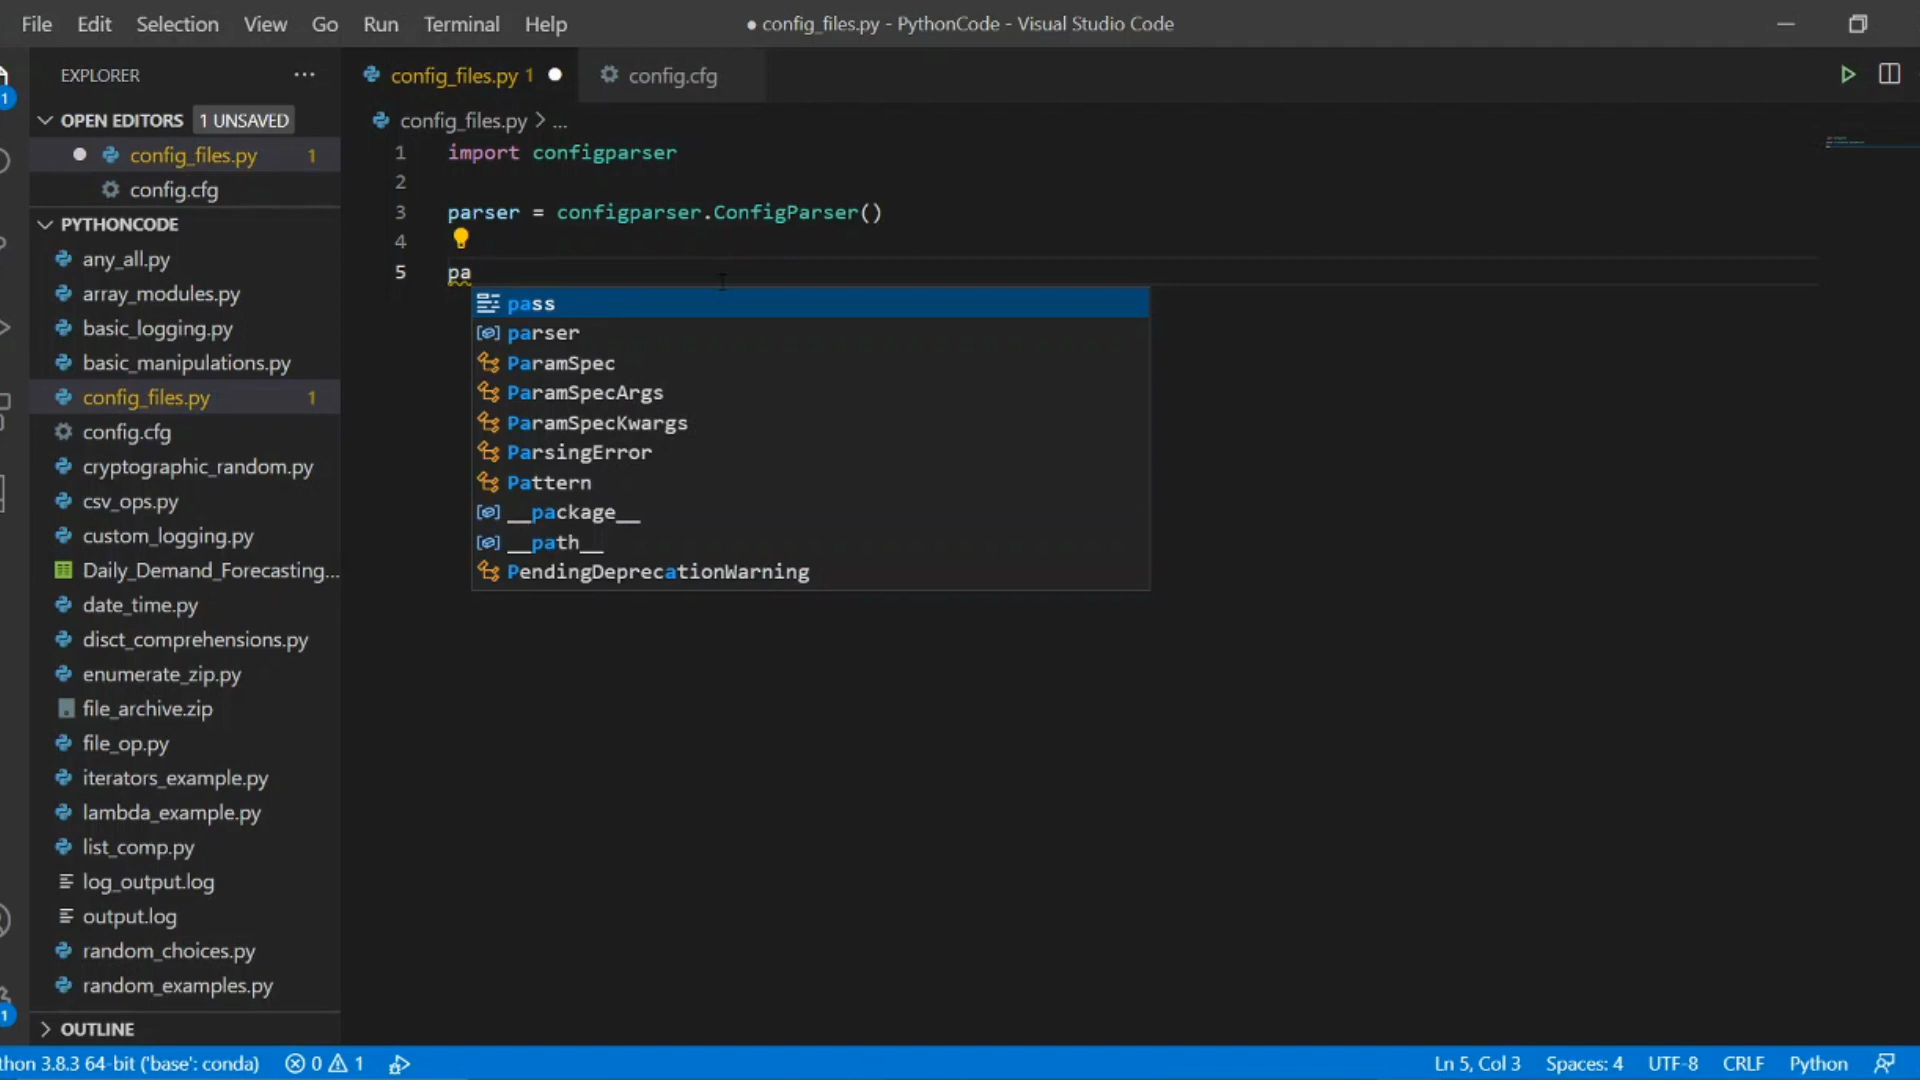 File Edit Selection View Go Run Terminal Help ● config_files.py - PythonCode - Visual Studio Code
EXPLORER ...
config_files.py 1 config.cfg
1
OPEN EDITORS 1 UNSAVED
config_files.py > ...
config_files.py 1
config.cfg
PYTHONCODE
any_all.py
array_modules.py
basic_logging.py
basic_manipulations.py
config_files.py 1
config.cfg
cryptographic_random.py
csv_ops.py
custom_logging.py
Daily_Demand_Forecasting...
date_time.py
disct_comprehensions.py
enumerate_zip.py
file_archive.zip
file_op.py
iterators_example.py
lambda_example.py
list_comp.py
log_output.log
output.log
random_choices.py
random_examples.py
1
OUTLINE
1 import configparser
2
3 parser = configparser.ConfigParser()
4
5 pa
pass
parser
ParamSpec
ParamSpecArgs
ParamSpecKwargs
ParsingError
Pattern
__package__
__path__
PendingDeprecationWarning
thon 3.8.3 64-bit ('base': conda) 0 1 Ln 5, Col 3 Spaces: 4 UTF-8 CRLF Python